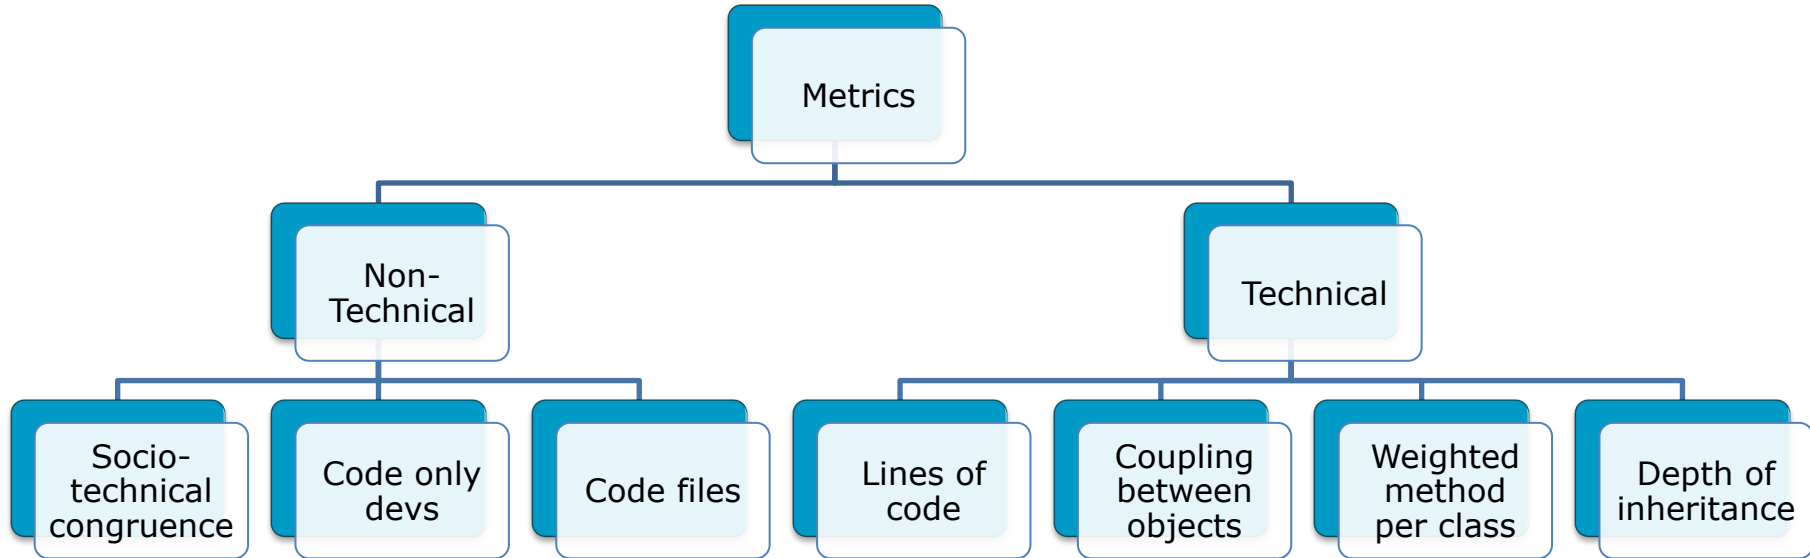 Metrics
Non-
Technical
Technical
Socio-
technical
congruence
Code only
devs
Code files
Lines of
code
Coupling
between
objects
Weighted
method
per class
Depth of
inheritance